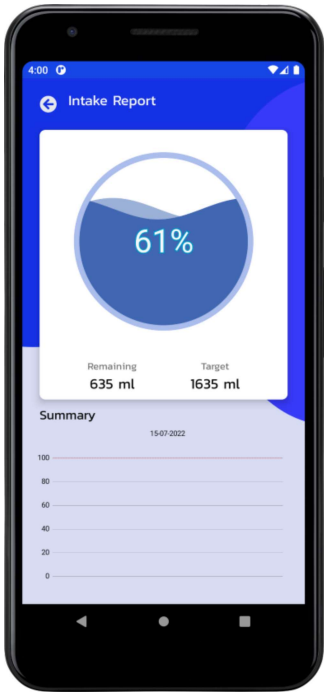 4:00
Intake Report
61%
Remaining Target
635 ml 1635 ml
Summary
15-07-2022
100
80
60
40
20
0